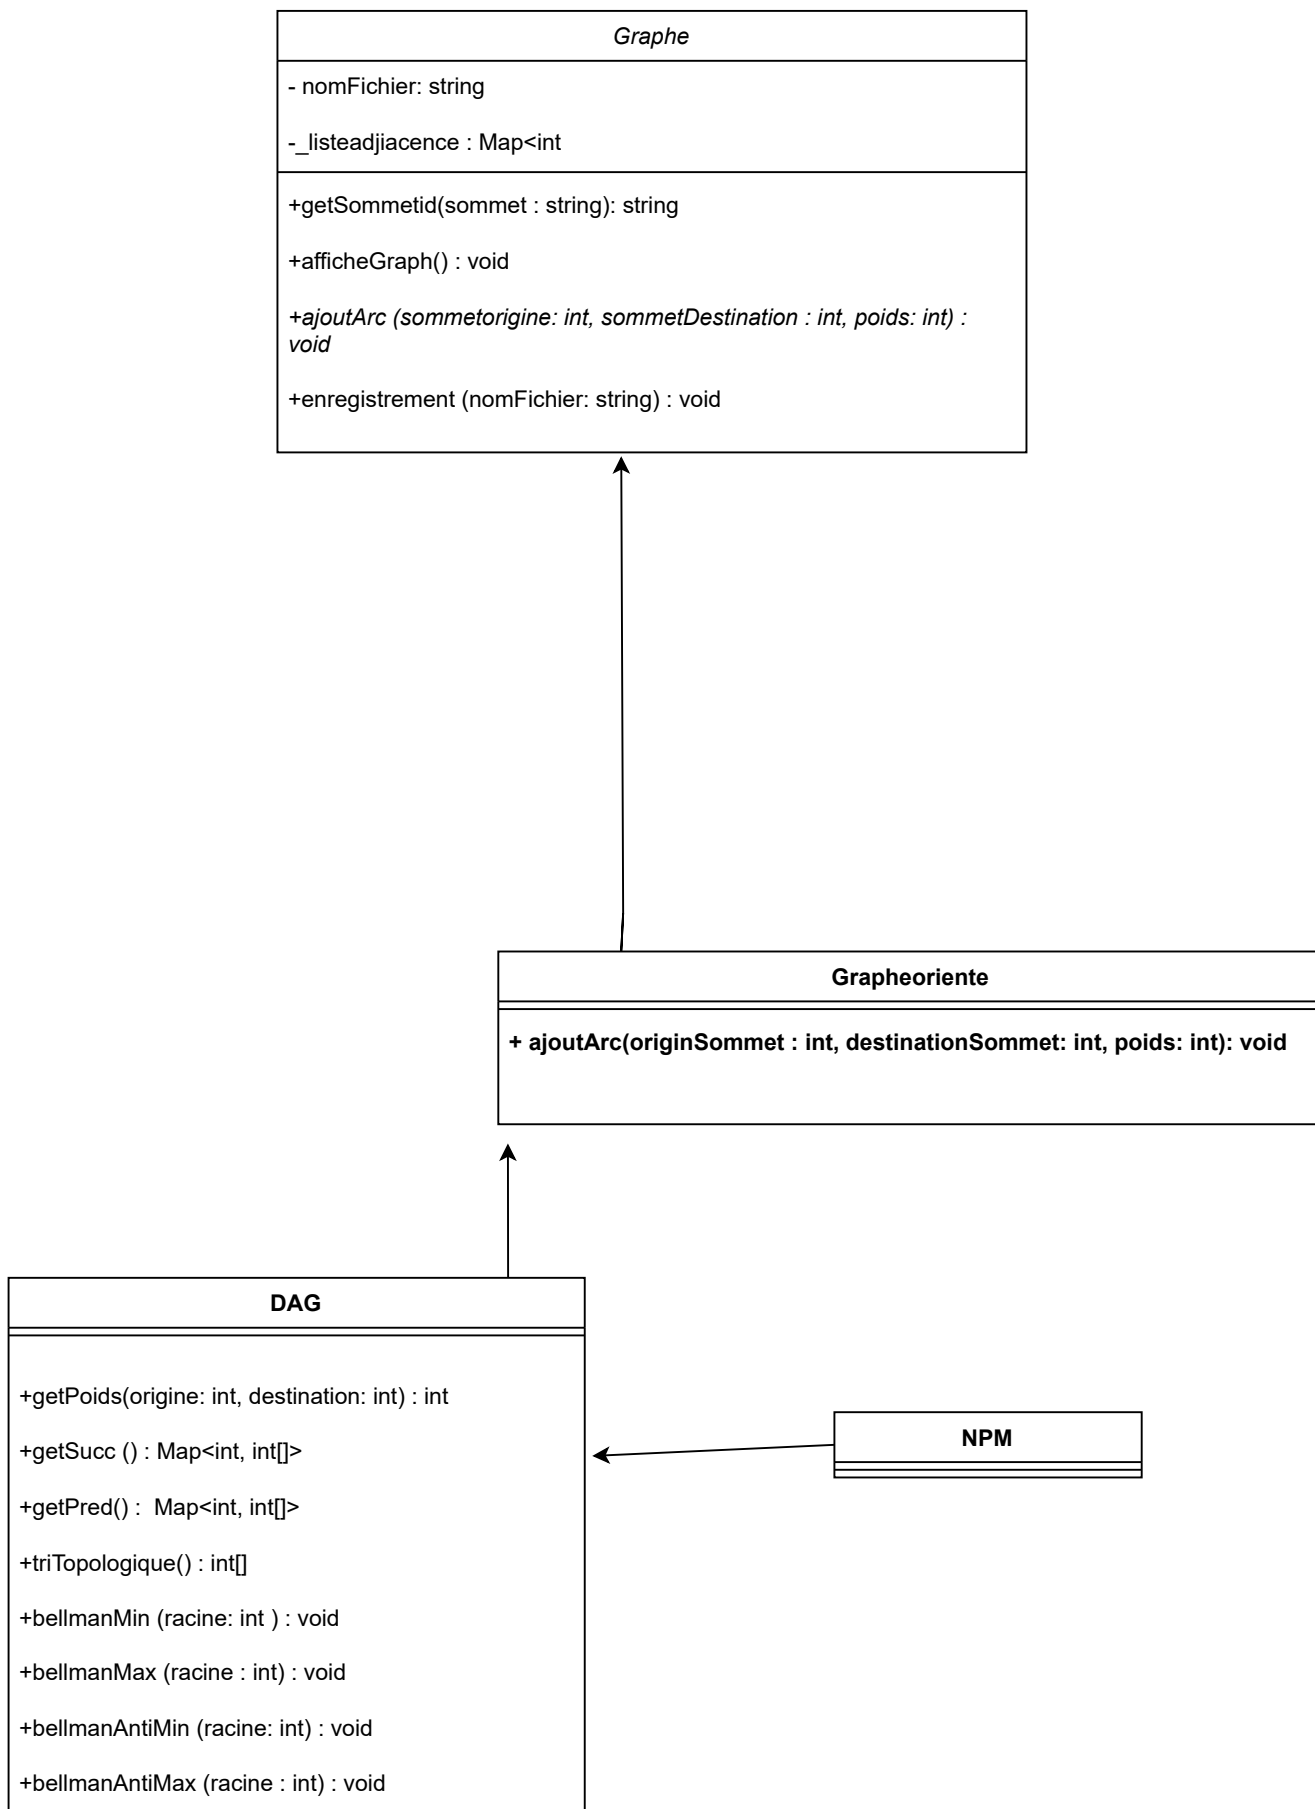 Graphe
- nomFichier: string
-_listeadjiacence : Map<int
+getSommetid(sommet : string): string
+afficheGraph() : void
+ajoutArc (sommetorigine: int, sommetDestination : int, poids: int) :
void
+enregistrement (nomFichier: string) : void
Grapheoriente
+ ajoutArc(originSommet : int, destinationSommet: int, poids: int): void
DAG
+getPoids(origine: int, destination: int) : int
+getSucc () : Map<int, int[]>
+getPred() :  Map<int, int[]>
+triTopologique() : int[]
+bellmanMin (racine: int ) : void
+bellmanMax (racine : int) : void
+bellmanAntiMin (racine: int) : void
+bellmanAntiMax (racine : int) : void
NPM